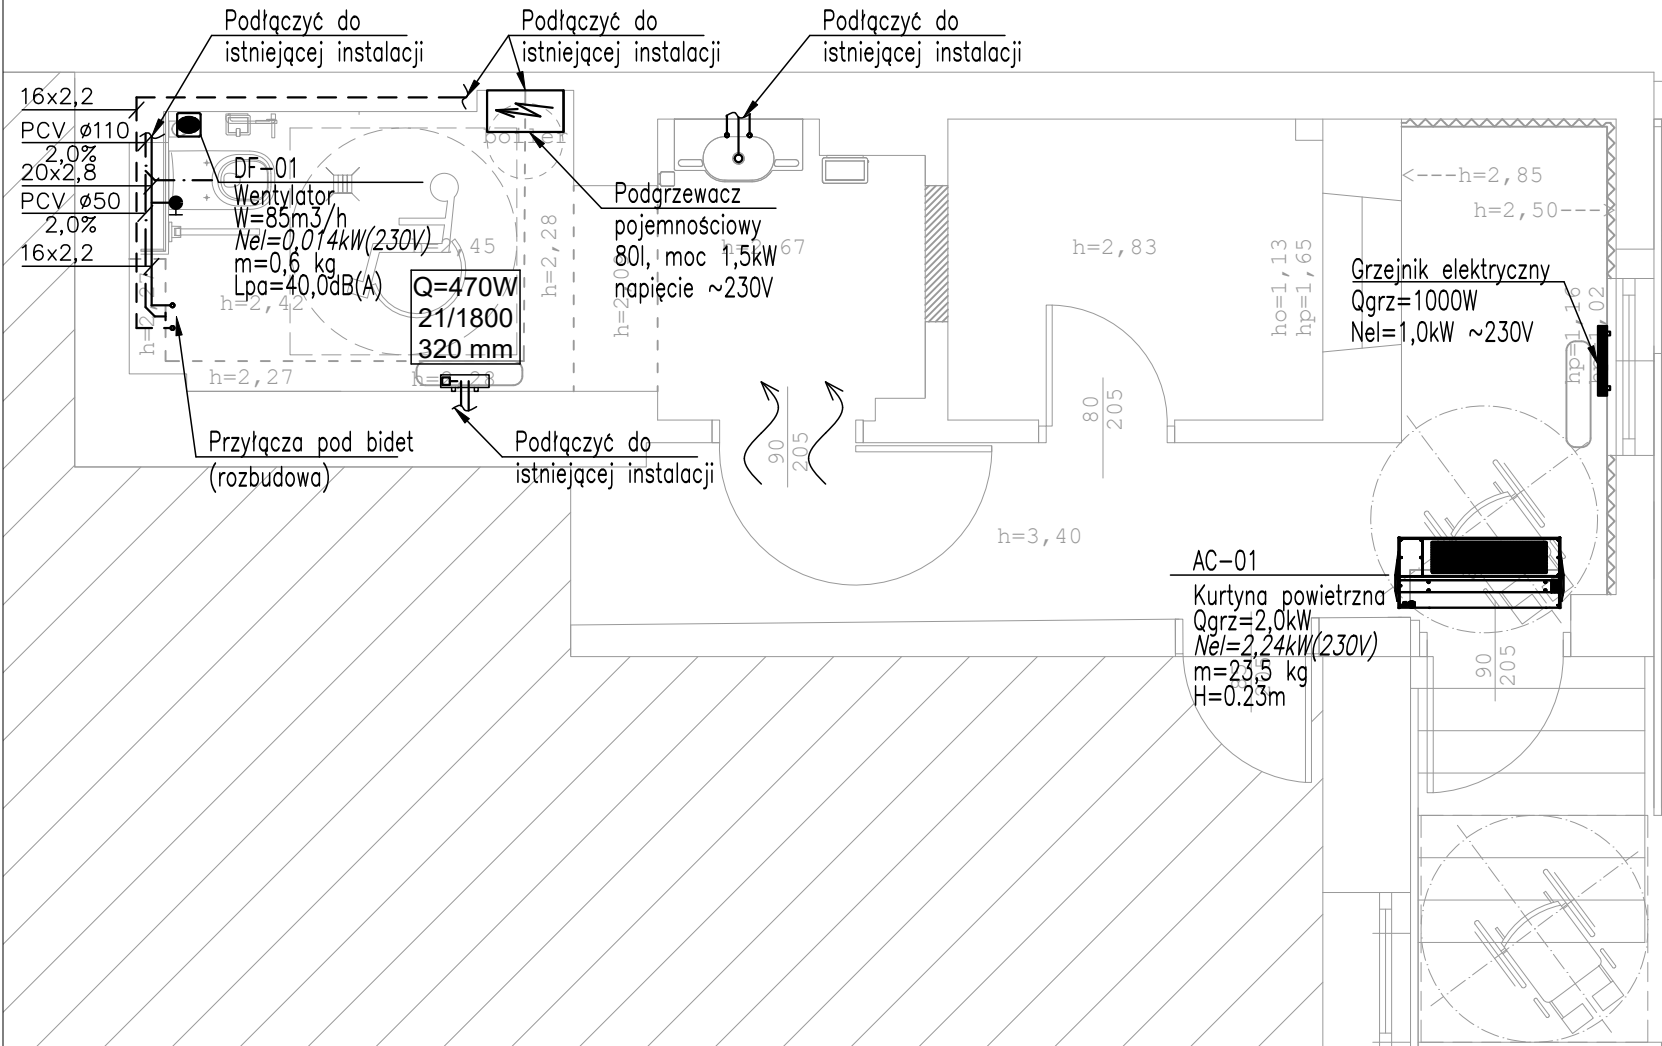 Podłączyć do
istniejącej instalacji
Podłączyć do
istniejącej instalacji
Podłączyć do
istniejącej instalacji
16x2,2
PCV ø110
2,0%
20x2,8
PCV ø50
2,0%
16x2,2
boiler
DF-01
Wentylator
W=85m3/h
Nel=0,014kW(230V)
m=0,6 kg
Lpa=40,0dB(A)
h=2,45
h=2,42
h=2,28
h=2,27
Q=470W
21/1800
320 mm
Podgrzewacz
pojemnościowy
80l, moc 1,5kW
napięcie ~230V
h=2,83
ho=1,13
hp=1,65
<---h=2,85
h=2,50--->
Grzejnik elektryczny
Qgrz=1000W
Nel=1,0kW ~230V
80
205
90
205
Przyłącza pod bidet
(rozbudowa)
Podłączyć do
istniejącej instalacji
h=3,40
AC-01
Kurtyna powietrzna
Qgrz=2,0kW
Nel=2,24kW(230V)
m=23,5 kg
H=0.23m
90
205